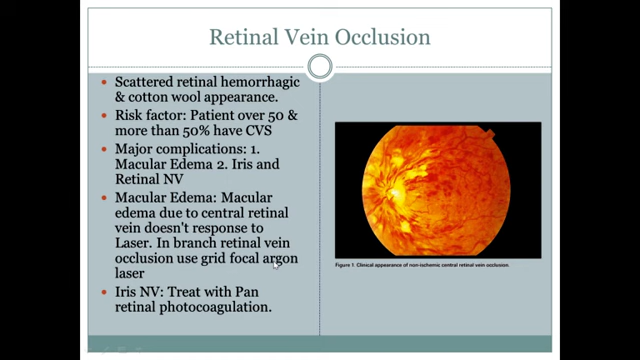 Retinal Vein Occlusion
Scattered retinal hemorrhagic
& cotton wool appearance.
Risk factor: Patient over 50 &
more than 50% have CVS
Major complications: 1.
Macular Edema 2. Iris and
Retinal NV
Macular Edema: Macular
edema due to central retinal
vein doesn't response to
Laser. In branch retinal vein
occlusion use grid focal argon
laser
Iris NV: Treat with Pan
retinal photocoagulation.
Figure 1. Clinical appearance of non-ischemic central retinal vein occlusion.